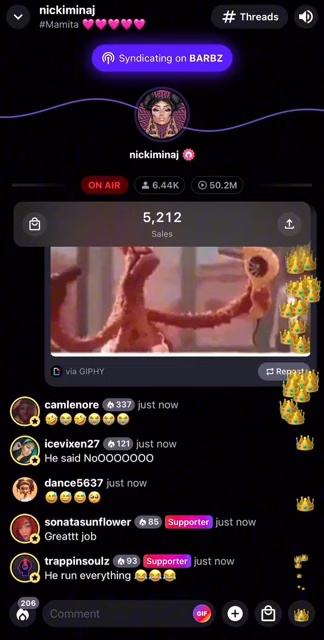 nickiminaj
#Mamita 💗💗💗💗💗
# Threads
Syndicating on BARBZ
nickiminaj
ON AIR 6.44K 50.2M
5,212
Sales
via GIPHY Repost
camlenore 337 just now
🤣😭🤣😭😭😭
icevixen27 121 just now
He said NoOOOOOOO
dance5637 just now
😅😅😅🥹
sonatasunflower 85 Supporter just now
Greattt job
trappinsoulz 93 Supporter just now
He run everything 😂😂😂
206
Comment GIF